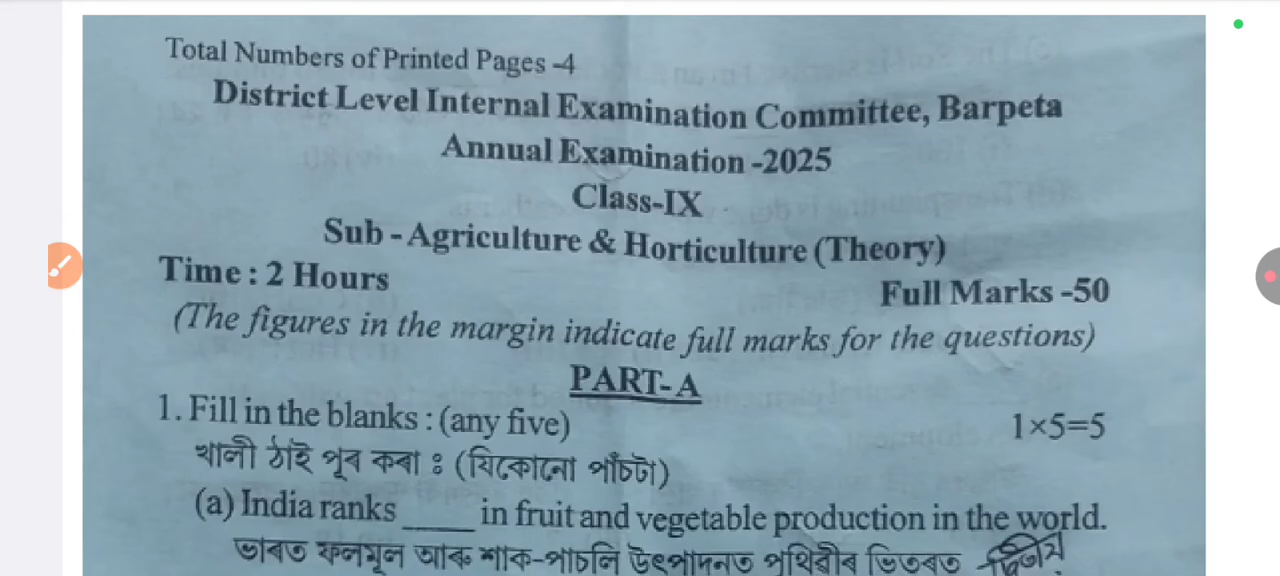 Total Numbers of Printed Pages -4
District Level Internal Examination Committee, Barpeta
Annual Examination -2025
Class-IX
Sub - Agriculture & Horticulture (Theory)
Time : 2 Hours
Full Marks -50
(The figures in the margin indicate full marks for the questions)
PART- A
1. Fill in the blanks : (any five) 1×5=5
খালী ঠাই পূৰ কৰা ঃ (যিকোনো পাঁচটা)
(a) India ranks ____ in fruit and vegetable production in the world.
ভাৰত ফলমূল আৰু শাক-পাচলি উৎপাদনত পৃথিৱীৰ ভিতৰত দ্বিতীয়